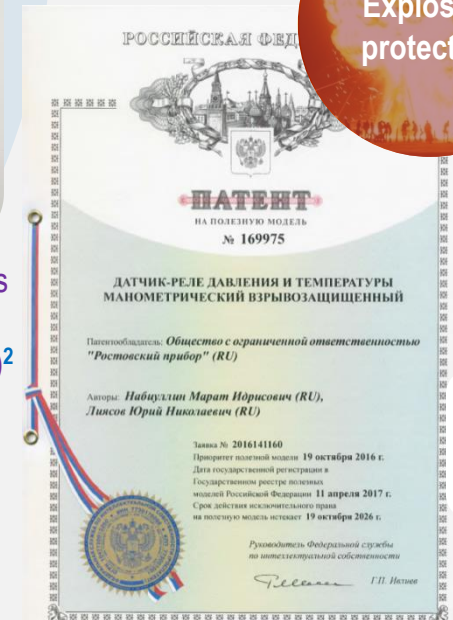 Explos
protect
РОССИЙСКАЯ ФЕД
ПАТЕНТ
НА ПОЛЕЗНУЮ МОДЕЛЬ
№ 169975
ДАТЧИК-РЕЛЕ ДАВЛЕНИЯ И ТЕМПЕРАТУРЫ
МАНОМЕТРИЧЕСКИЙ ВЗРЫВОЗАЩИЩЕННЫЙ
Патентообладатель: Общество с ограниченной ответственностью
"Ростовский прибор" (RU)
Авторы: Набиуллин Марат Идрисович (RU),
Лиясов Юрий Николаевич (RU)
Заявка № 2016141160
Приоритет полезной модели 19 октября 2016 г.
Дата государственной регистрации в
Государственном реестре полезных
моделей Российской Федерации 11 апреля 2017 г.
Срок действия исключительного права
на полезную модель истекает 19 октября 2026 г.
Руководитель Федеральной службы
по интеллектуальной собственности
Г.П. Ивлиев
s
)²